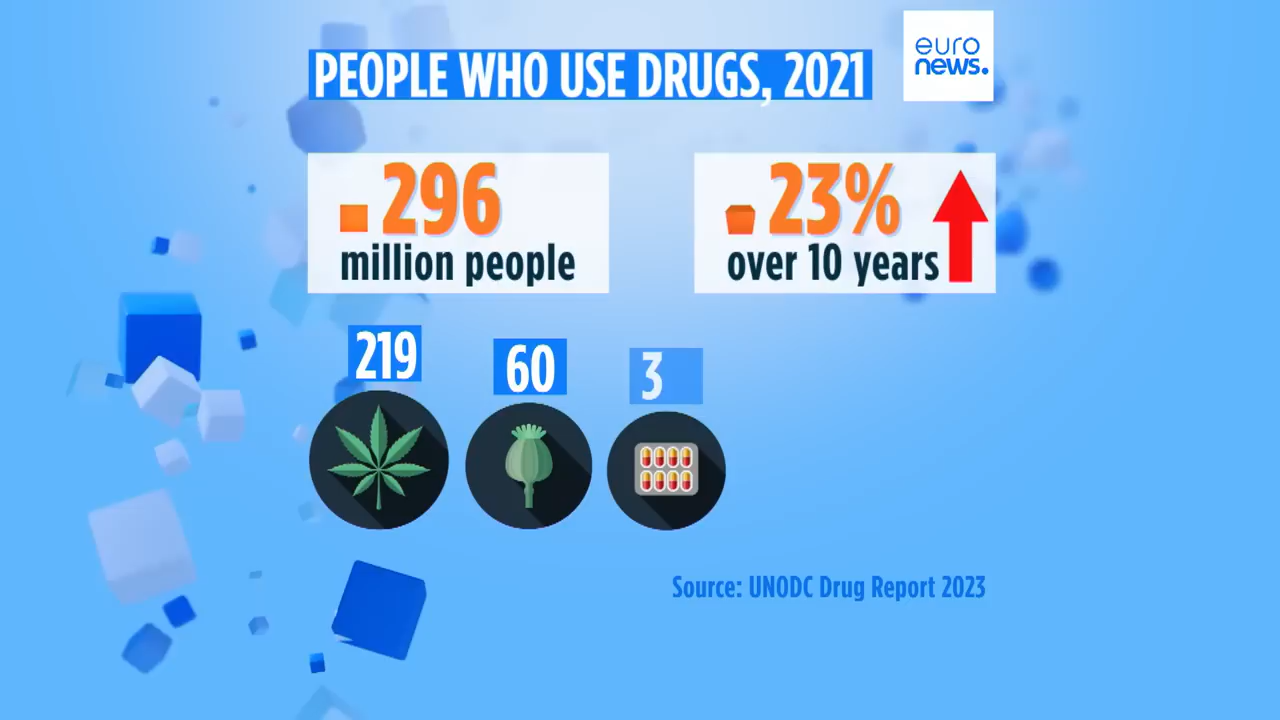 PEOPLE WHO USE DRUGS, 2021
euro
news.
296
million people
23%
over 10 years
219
60
3
Source: UNODC Drug Report 2023